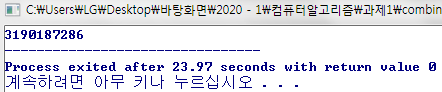 C:\Users\LG\Desktop\바탕화면\2020 - 1\컴퓨터알고리즘\과제1\combin
3190187286
--------------------------------
Process exited after 23.97 seconds with return value 0
계속하려면 아무 키나 누르십시오 . . .